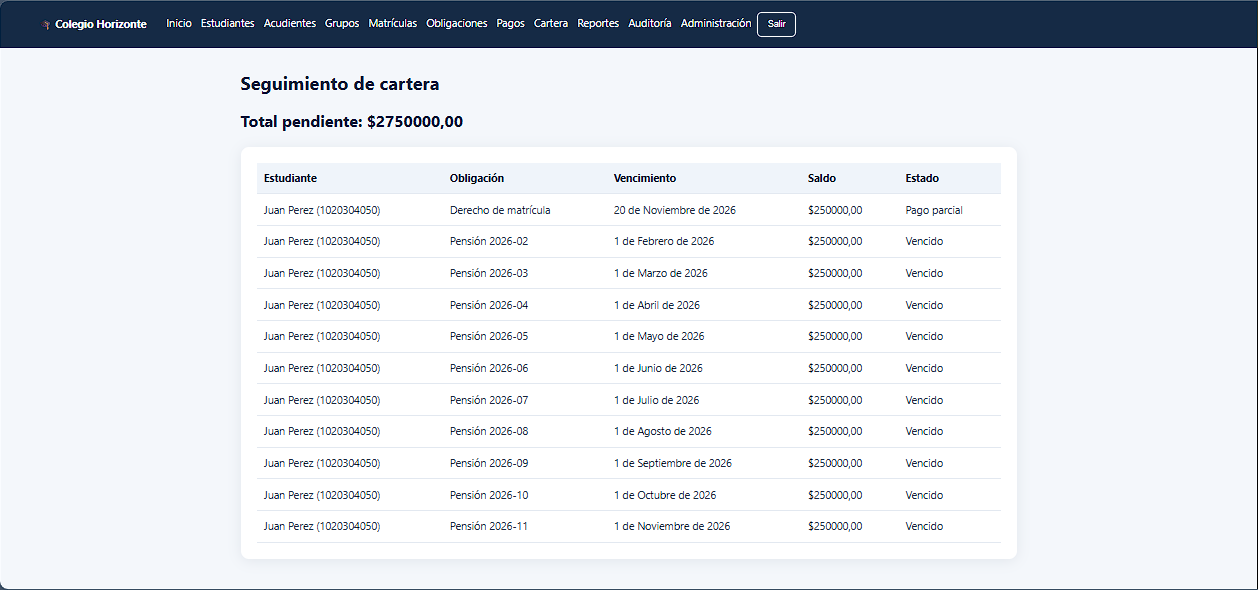 Colegio Horizonte Inicio Estudiantes Acudientes Grupos Matrículas Obligaciones Pagos Cartera Reportes Auditoría Administración Salir
Seguimiento de cartera
Total pendiente: $2750000,00
Estudiante Obligación Vencimiento Saldo Estado
Juan Perez (1020304050) Derecho de matrícula 20 de Noviembre de 2026 $250000,00 Pago parcial
Juan Perez (1020304050) Pensión 2026-02 1 de Febrero de 2026 $250000,00 Vencido
Juan Perez (1020304050) Pensión 2026-03 1 de Marzo de 2026 $250000,00 Vencido
Juan Perez (1020304050) Pensión 2026-04 1 de Abril de 2026 $250000,00 Vencido
Juan Perez (1020304050) Pensión 2026-05 1 de Mayo de 2026 $250000,00 Vencido
Juan Perez (1020304050) Pensión 2026-06 1 de Junio de 2026 $250000,00 Vencido
Juan Perez (1020304050) Pensión 2026-07 1 de Julio de 2026 $250000,00 Vencido
Juan Perez (1020304050) Pensión 2026-08 1 de Agosto de 2026 $250000,00 Vencido
Juan Perez (1020304050) Pensión 2026-09 1 de Septiembre de 2026 $250000,00 Vencido
Juan Perez (1020304050) Pensión 2026-10 1 de Octubre de 2026 $250000,00 Vencido
Juan Perez (1020304050) Pensión 2026-11 1 de Noviembre de 2026 $250000,00 Vencido